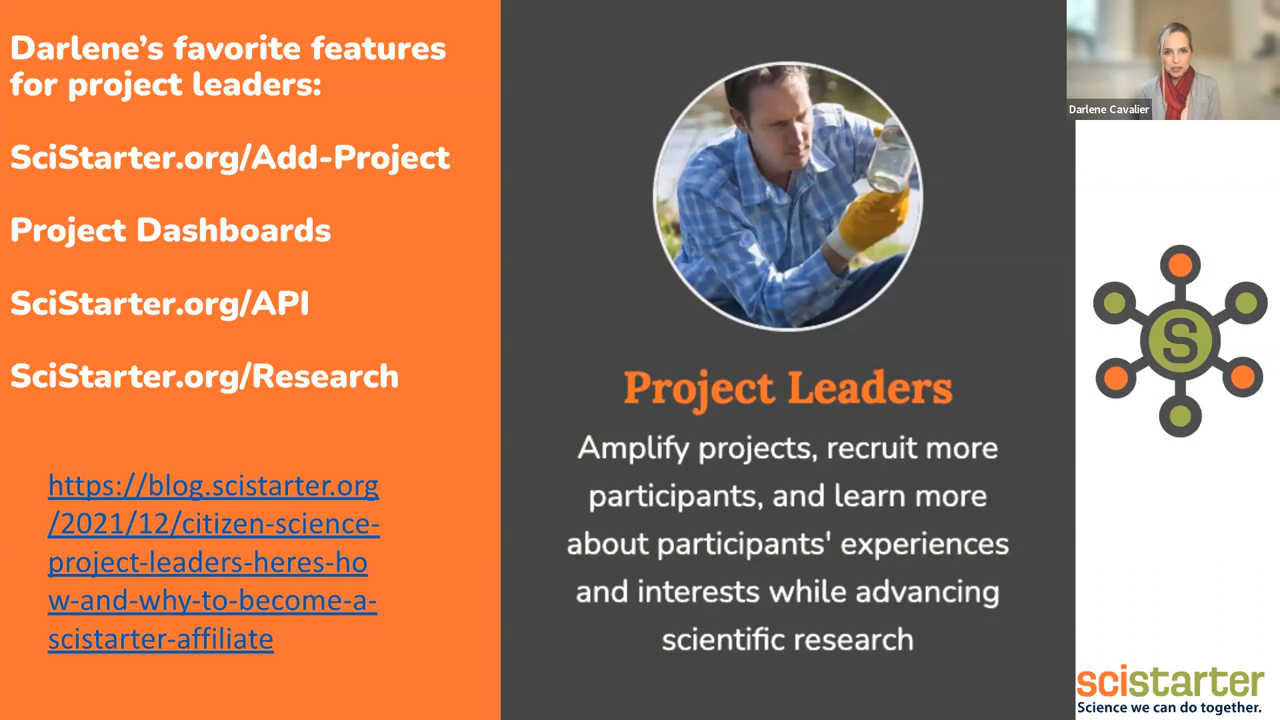 Darlene’s favorite features
for project leaders:
SciStarter.org/Add-Project
Project Dashboards
SciStarter.org/API
SciStarter.org/Research
https://blog.scistarter.org
/2021/12/citizen-science-
project-leaders-heres-ho
w-and-why-to-become-a-
scistarter-affiliate
Project Leaders
Amplify projects, recruit more
participants, and learn more
about participants' experiences
and interests while advancing
scientific research
Darlene Cavalier
S
scistarter
Science we can do together.